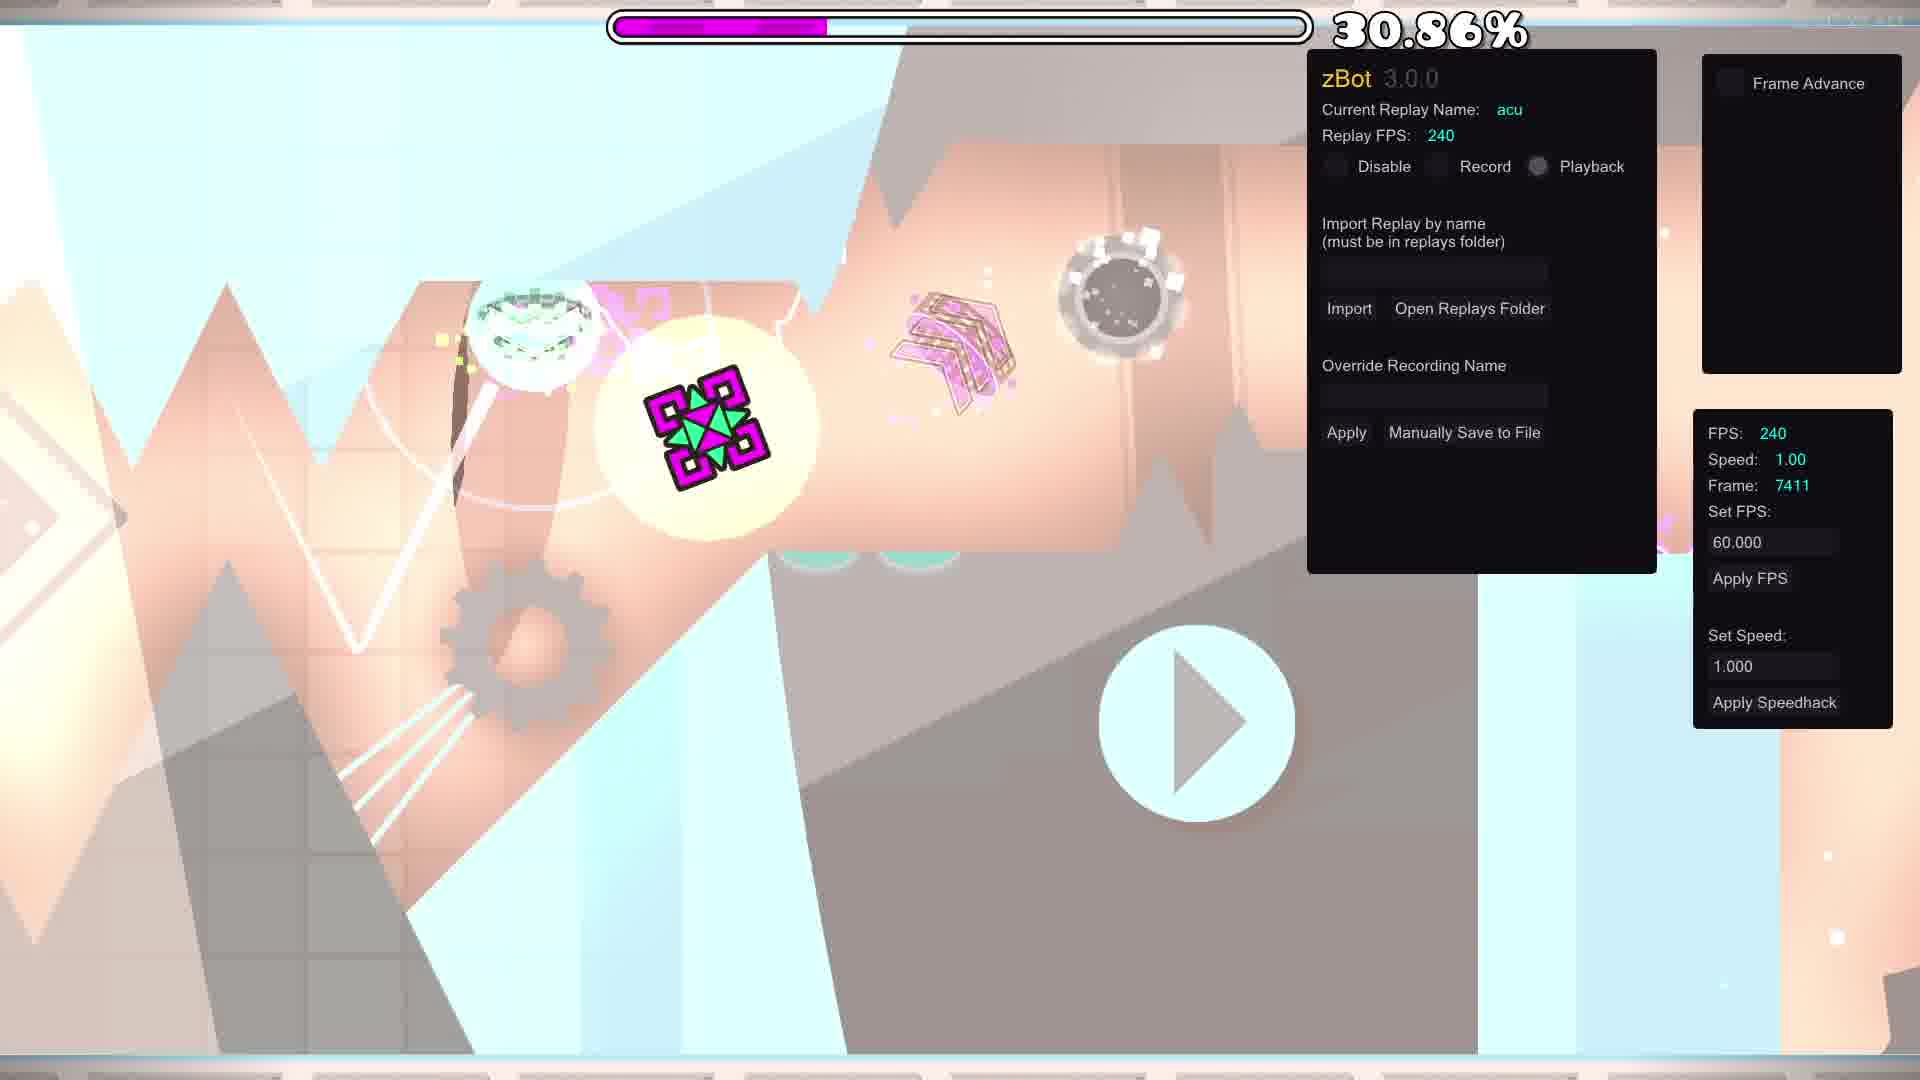 30.86%
zBot 3.0.0
Current Replay Name: acu
Replay FPS: 240
Disable Record Playback
Import Replay by name
(must be in replays folder)
Import Open Replays Folder
Override Recording Name
Apply Manually Save to File
Frame Advance
FPS: 240
Speed: 1.00
Frame: 7411
Set FPS:
60.000
Apply FPS
Set Speed:
1.000
Apply Speedhack